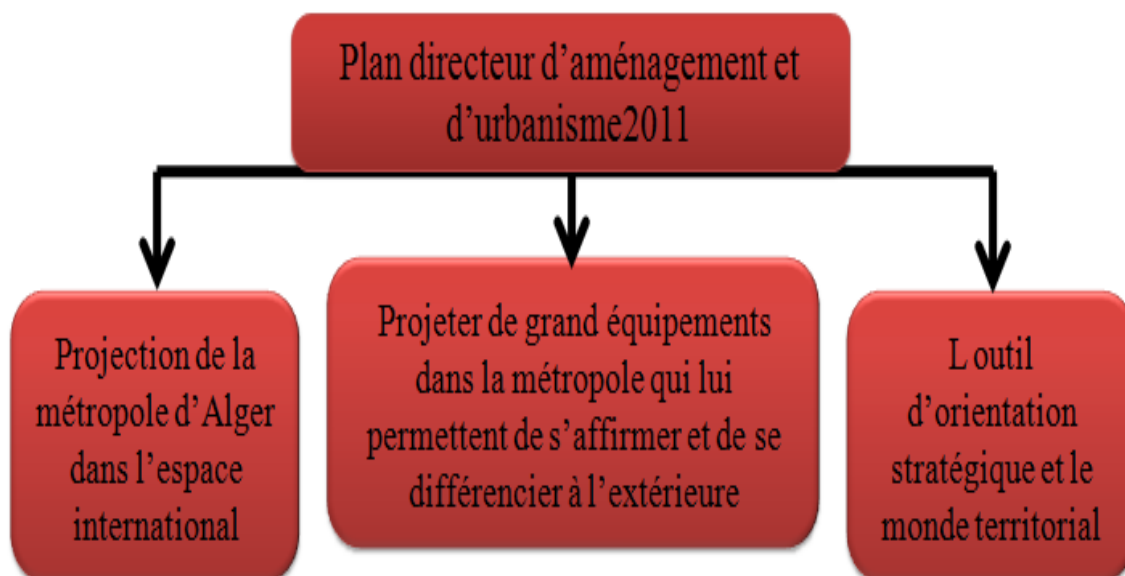 Plan directeur d’aménagement et
d’urbanisme2011
Projection de la
métropole d’Alger
dans l’espace
international
Projeter de grand équipements
dans la métropole qui lui
permettent de s’affirmer et de se
différencier à l’extérieure
L outil
d’orientation
stratégique et le
monde territorial